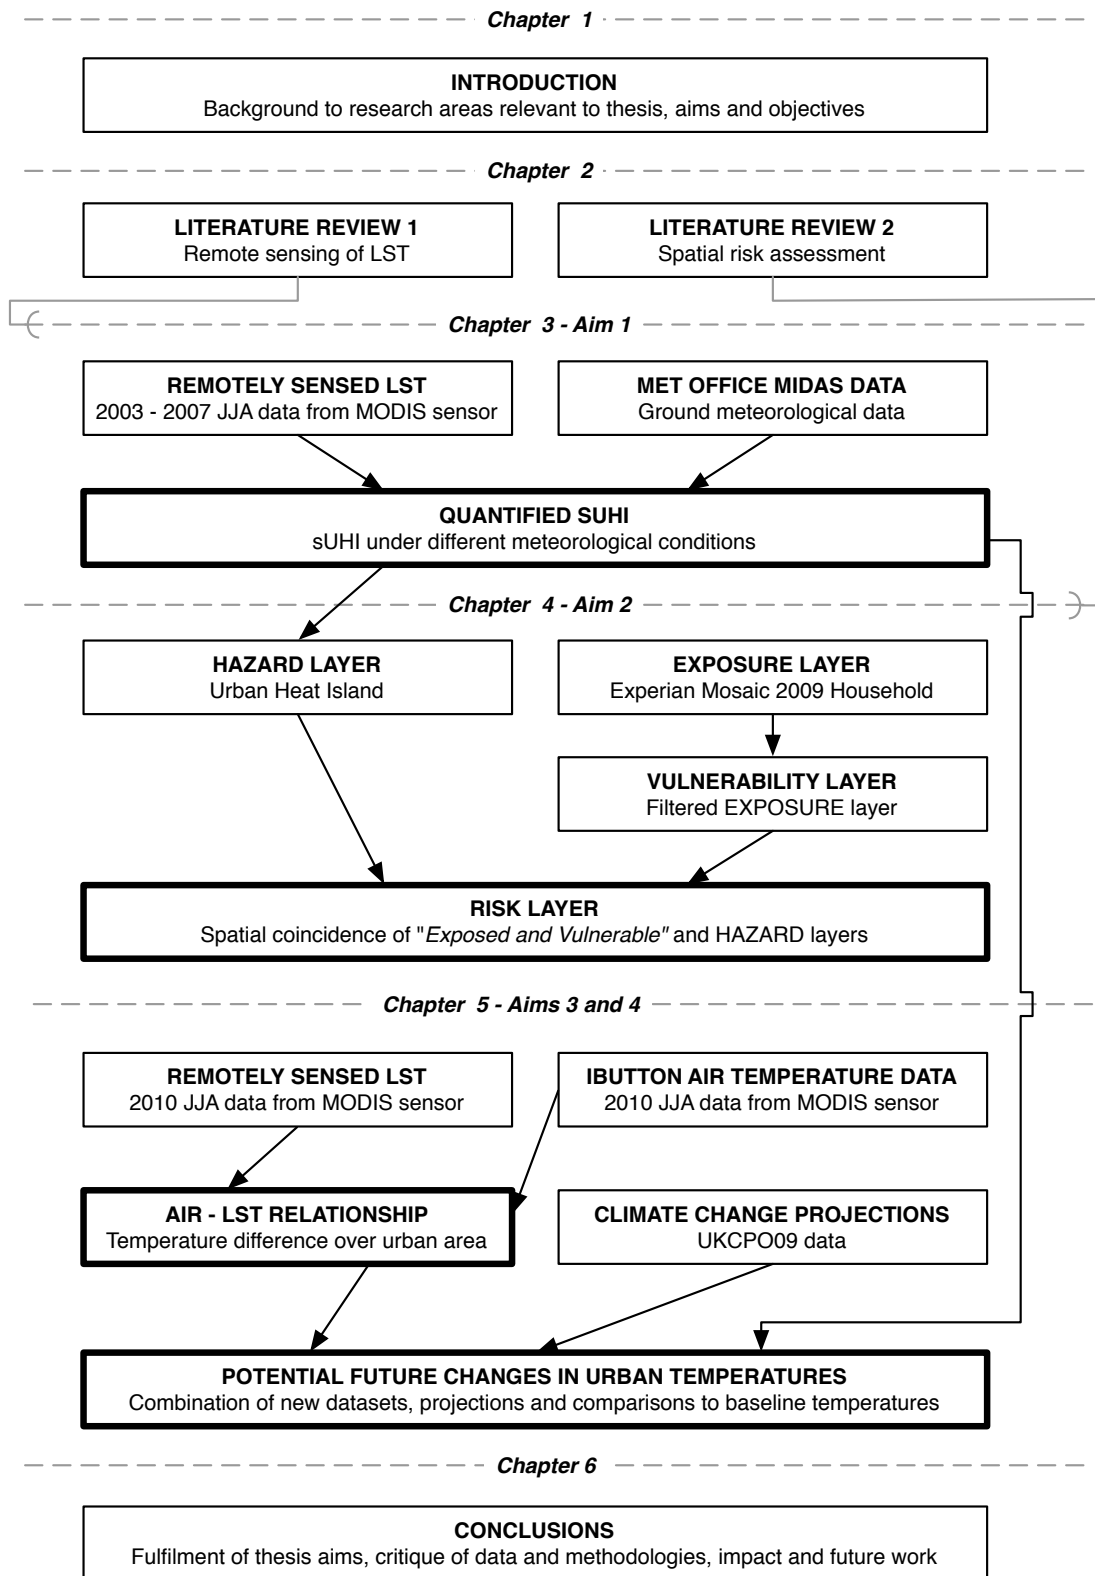 Chapter 1
INTRODUCTION
Background to research areas relevant to thesis, aims and objectives
Chapter 2
LITERATURE REVIEW 1
Remote sensing of LST
LITERATURE REVIEW 2
Spatial risk assessment
Chapter 3 - Aim 1
REMOTELY SENSED LST
2003 - 2007 JJA data from MODIS sensor
MET OFFICE MIDAS DATA
Ground meteorological data
QUANTIFIED SUHI
sUHI under different meteorological conditions
Chapter 4 - Aim 2
HAZARD LAYER
Urban Heat Island
EXPOSURE LAYER
Experian Mosaic 2009 Household
VULNERABILITY LAYER
Filtered EXPOSURE layer
RISK LAYER
Spatial coincidence of "Exposed and Vulnerable" and HAZARD layers
Chapter 5 - Aims 3 and 4
REMOTELY SENSED LST
2010 JJA data from MODIS sensor
IBUTTON AIR TEMPERATURE DATA
2010 JJA data from MODIS sensor
AIR - LST RELATIONSHIP
Temperature difference over urban area
CLIMATE CHANGE PROJECTIONS
UKCPO09 data
POTENTIAL FUTURE CHANGES IN URBAN TEMPERATURES
Combination of new datasets, projections and comparisons to baseline temperatures
Chapter 6
CONCLUSIONS
Fulfilment of thesis aims, critique of data and methodologies, impact and future work